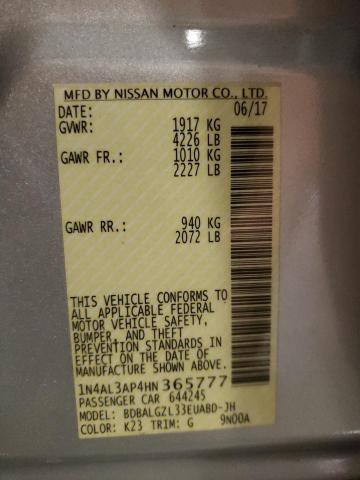 MFD BY NISSAN MOTOR CO., LTD.
DATE: 06/17
GVWR: 1917 KG
4226 LB
GAWR FR.: 1010 KG
2227 LB
GAWR RR.: 940 KG
2072 LB
THIS VEHICLE CONFORMS TO
ALL APPLICABLE FEDERAL
MOTOR VEHICLE SAFETY,
BUMPER, AND THEFT
PREVENTION STANDARDS
IN EFFECT ON THE DATE OF
MANUFACTURE SHOWN ABOVE.
1N4AL3AP4HN365777
PASSENGER CAR 644245
MODEL: BDBALGZL33EUABD-JH
COLOR: K23 TRIM: G 9N00A